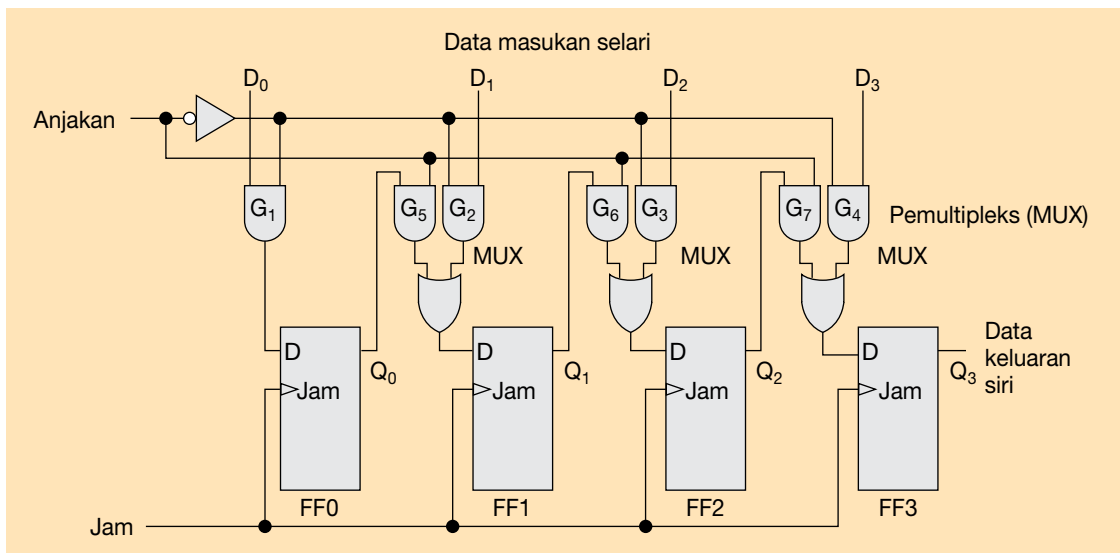 Data masukan selari
D0
D1
D2
D3
Anjakan
G1
G5
G2
G6
G3
G7
G4
Pemultipleks (MUX)
MUX
MUX
MUX
D
Q0
D
Q1
D
Q2
D
Q3
Data
keluaran
siri
Jam
Jam
Jam
Jam
FF0
FF1
FF2
FF3
Jam